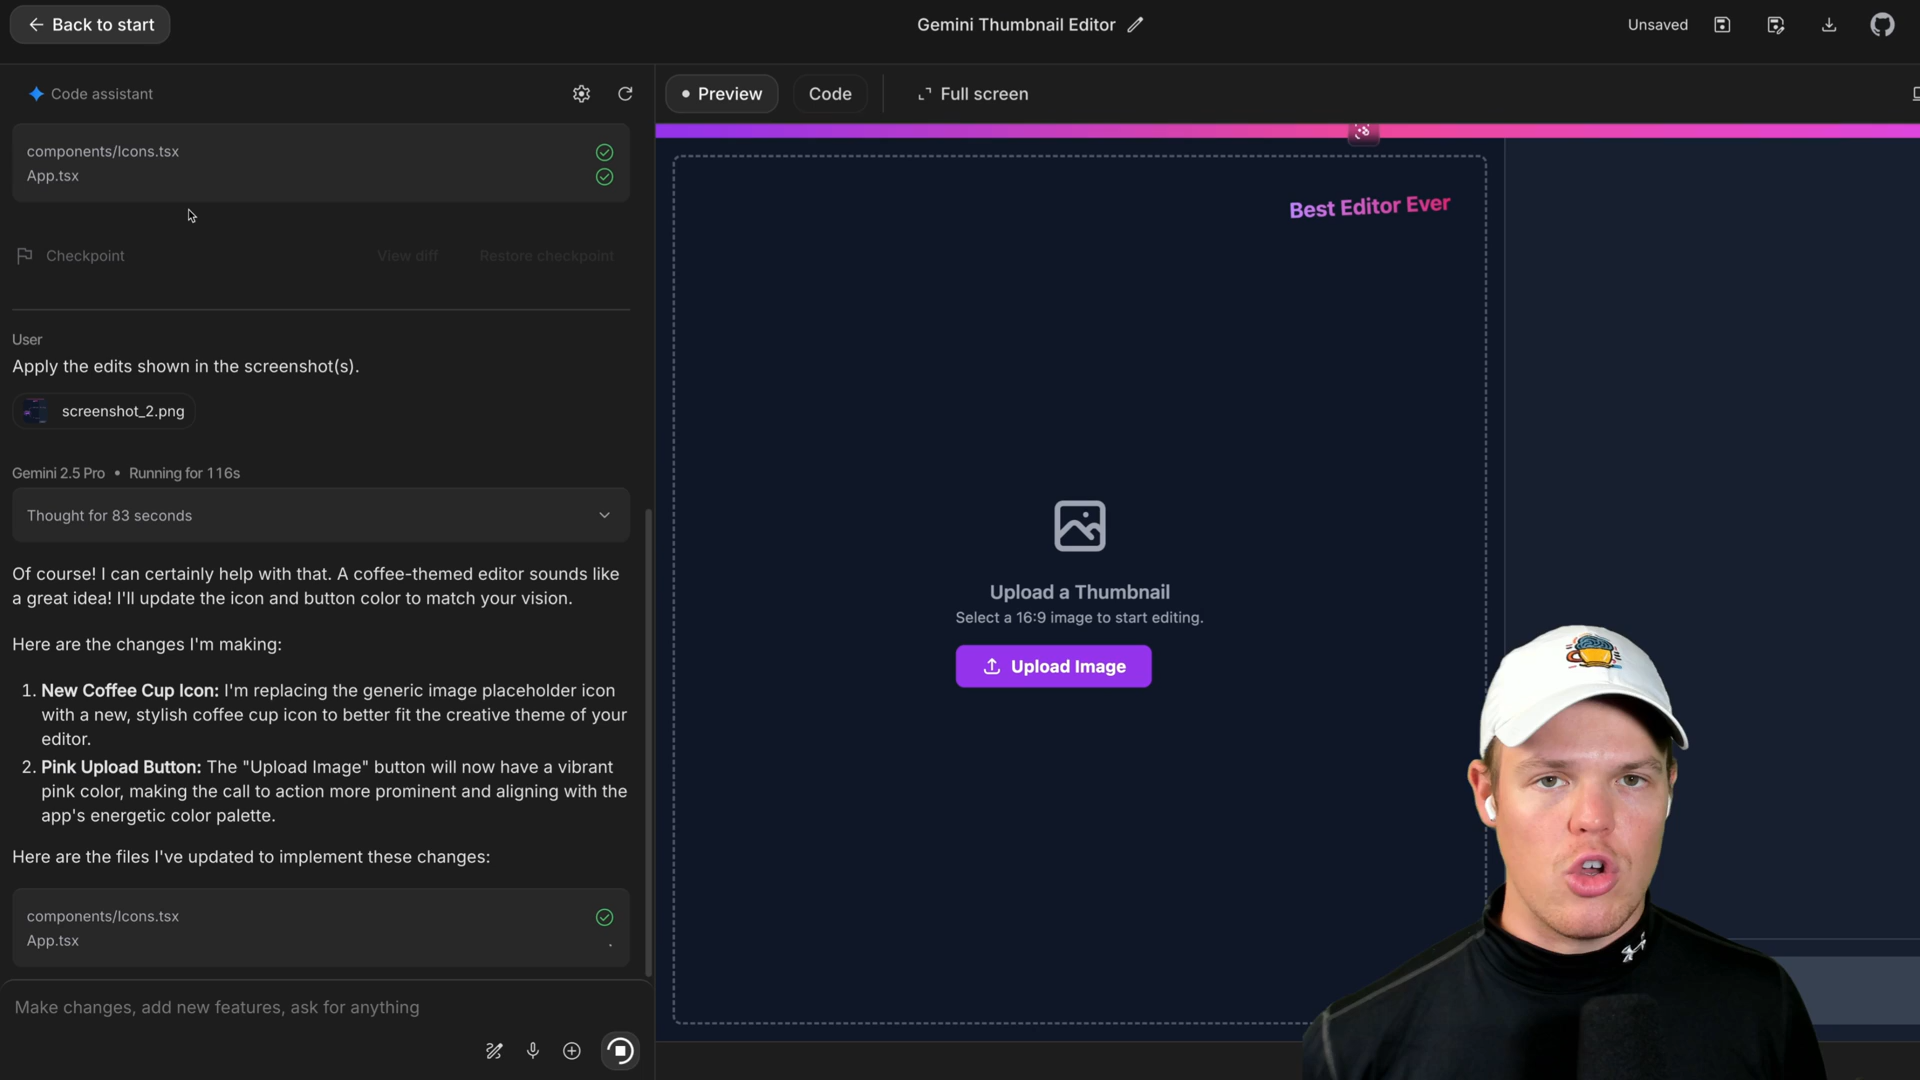 Back to start
Gemini Thumbnail Editor
Unsaved
Code assistant
Preview
Code
Full screen
components/Icons.tsx
App.tsx
Checkpoint
View diff
Restore checkpoint
User
Apply the edits shown in the screenshot(s).
screenshot_2.png
Gemini 2.5 Pro • Running for 116s
Thought for 83 seconds
Of course! I can certainly help with that. A coffee-themed editor sounds like
a great idea! I'll update the icon and button color to match your vision.
Here are the changes I'm making:
1. New Coffee Cup Icon: I'm replacing the generic image placeholder icon
with a new, stylish coffee cup icon to better fit the creative theme of your
editor.
2. Pink Upload Button: The "Upload Image" button will now have a vibrant
pink color, making the call to action more prominent and aligning with the
app's energetic color palette.
Here are the files I've updated to implement these changes:
components/Icons.tsx
App.tsx
Make changes, add new features, ask for anything
Best Editor Ever
Upload a Thumbnail
Select a 16:9 image to start editing.
Upload Image